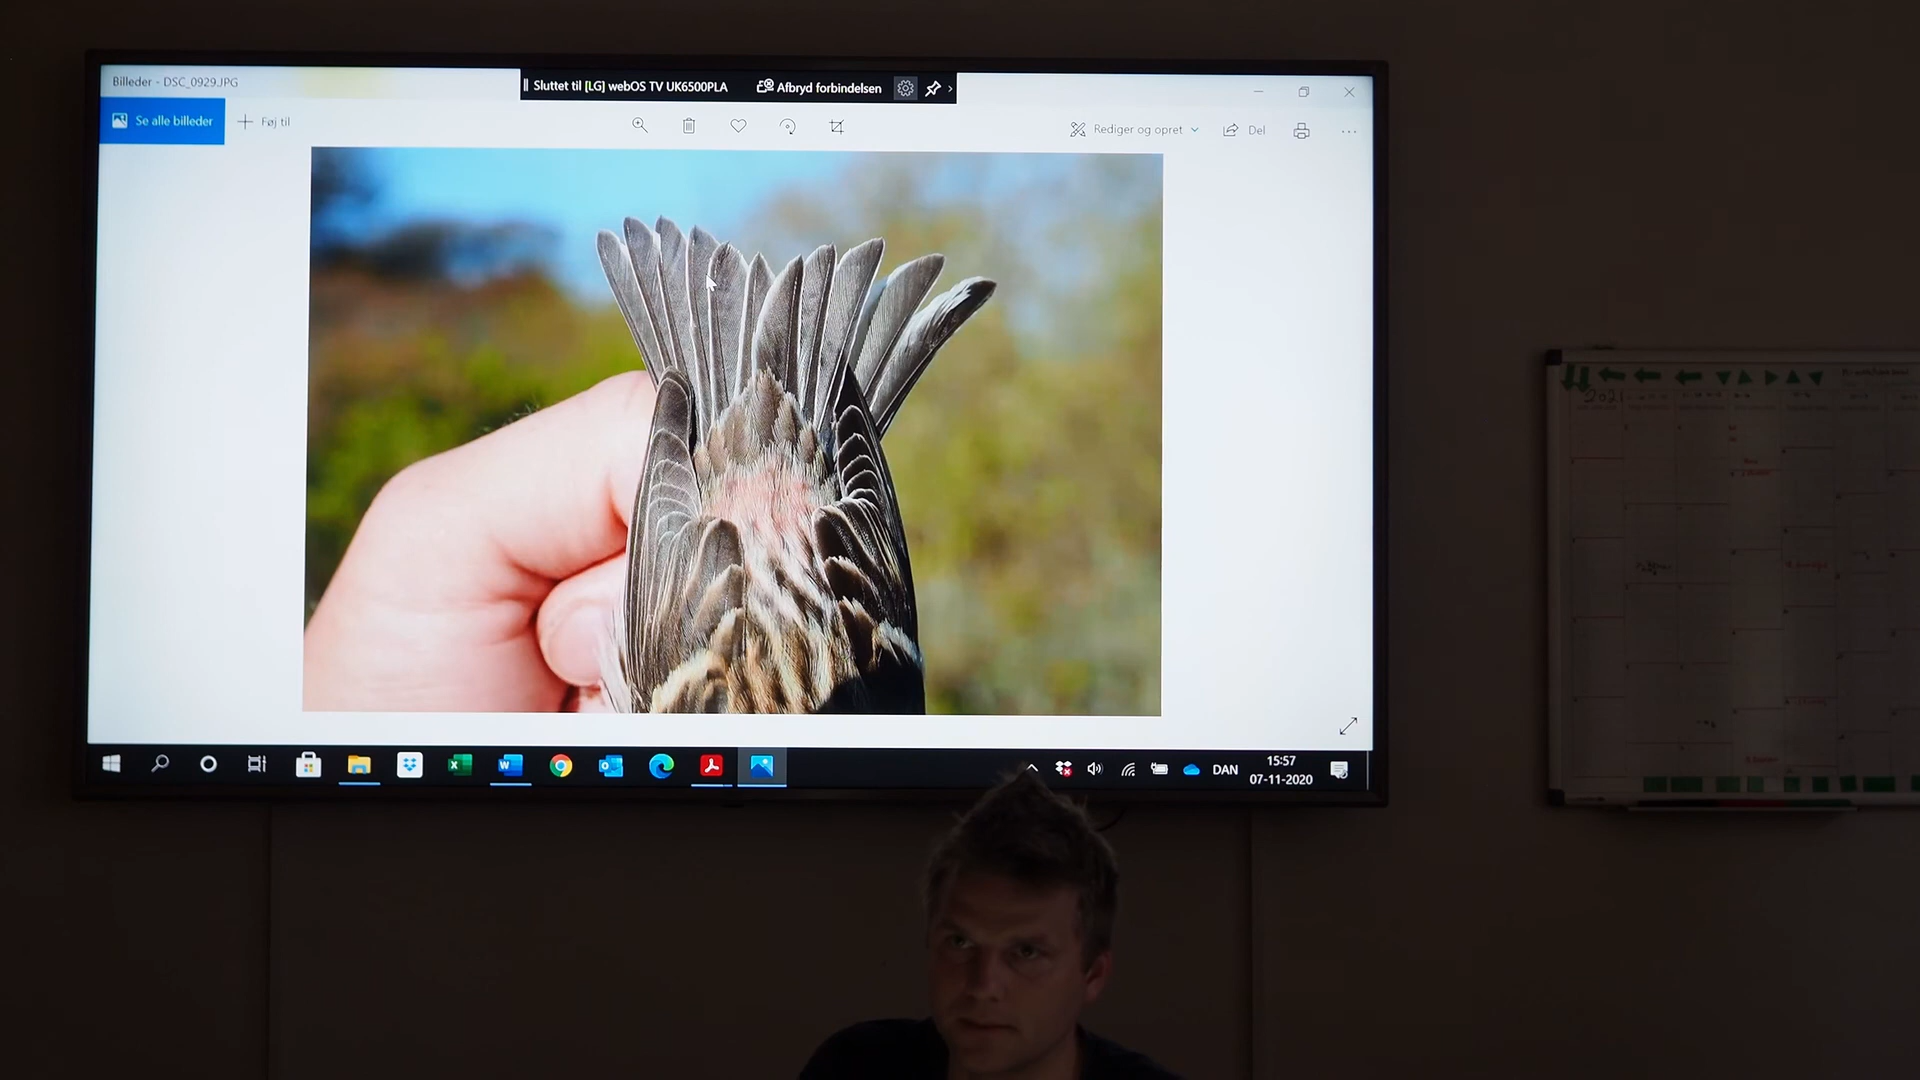 Billeder - DSC_0929.JPG
Sluttet til [LG] webOS TV UK6500PLA
Afbryd forbindelsen
Se alle billeder
Føj til
Rediger og opret
Del
DAN
15:57
07-11-2020
2021